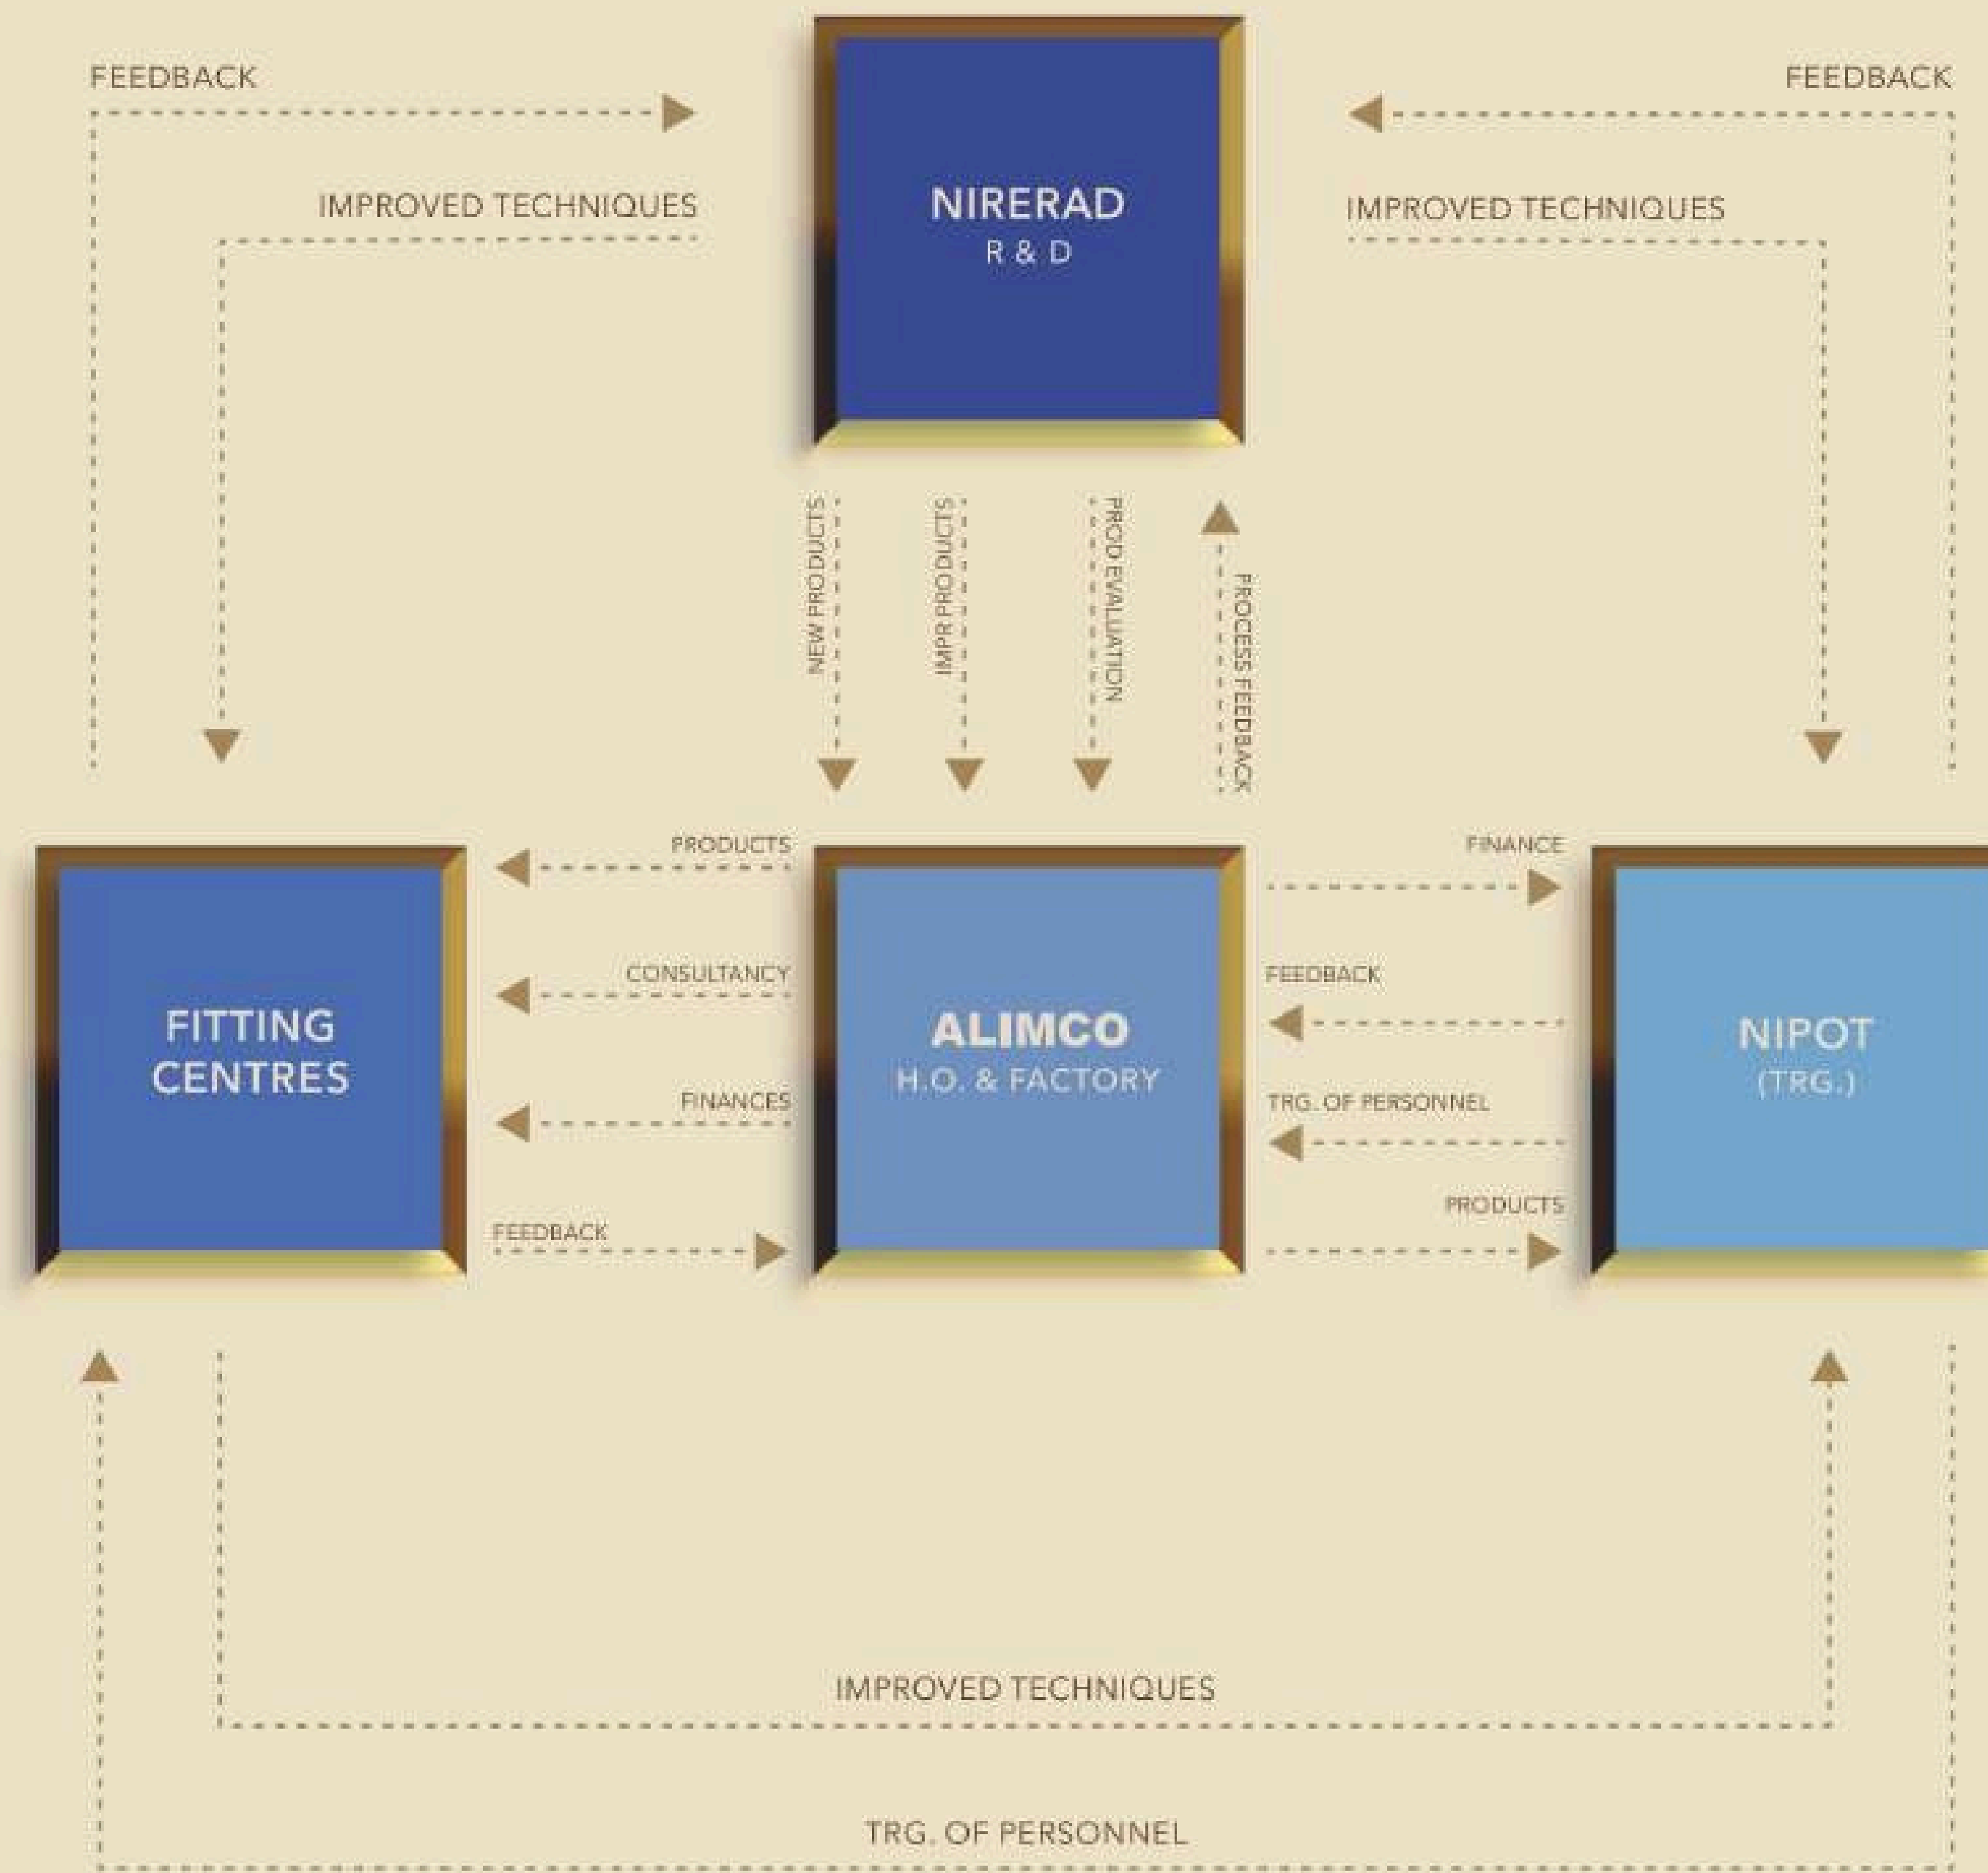 FEEDBACK
FEEDBACK
IMPROVED TECHNIQUES
NIRERAD
R & D
IMPROVED TECHNIQUES
NEW PRODUCTS
IMPR PRODUCTS
PROD EVALUATION
PROCESS FEEDBACK
PRODUCTS
FINANCE
CONSULTANCY
FEEDBACK
FITTING
CENTRES
ALIMCO
H.O. & FACTORY
NIPOT
(TRG.)
FINANCES
TRG. OF PERSONNEL
FEEDBACK
PRODUCTS
IMPROVED TECHNIQUES
TRG. OF PERSONNEL